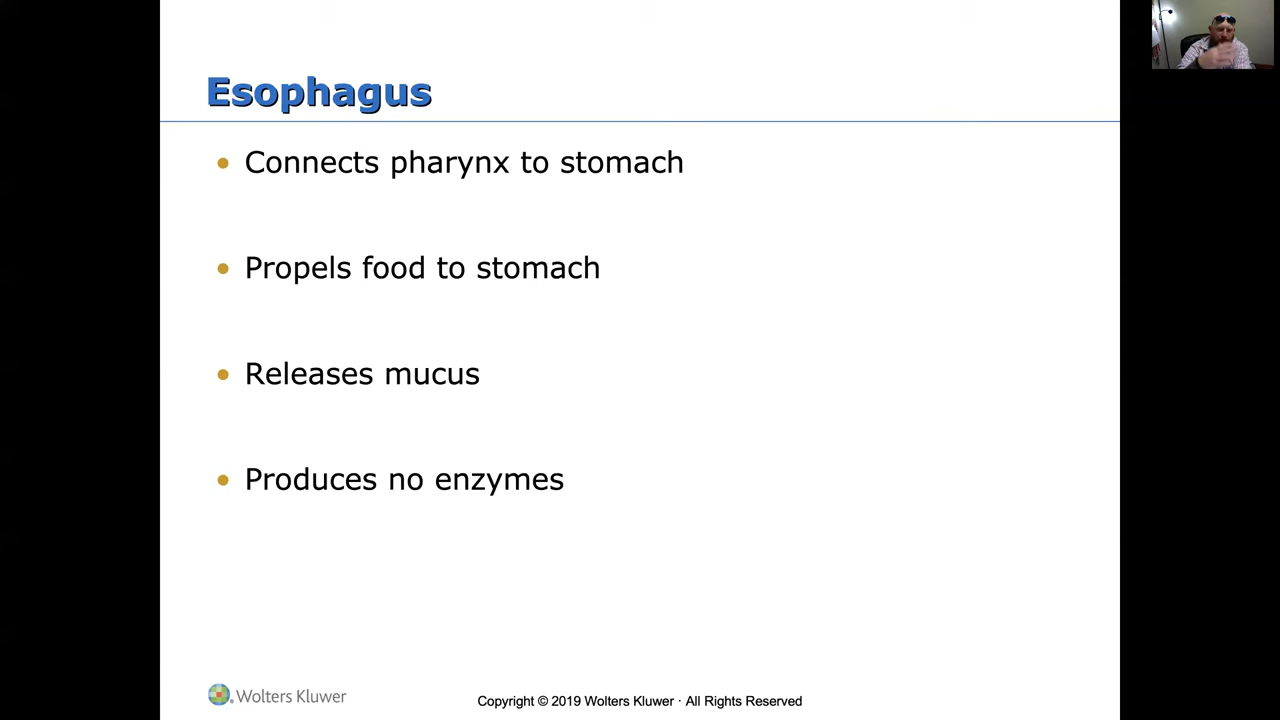 Esophagus
• Connects pharynx to stomach
• Propels food to stomach
• Releases mucus
• Produces no enzymes
Wolters Kluwer
Copyright © 2019 Wolters Kluwer · All Rights Reserved